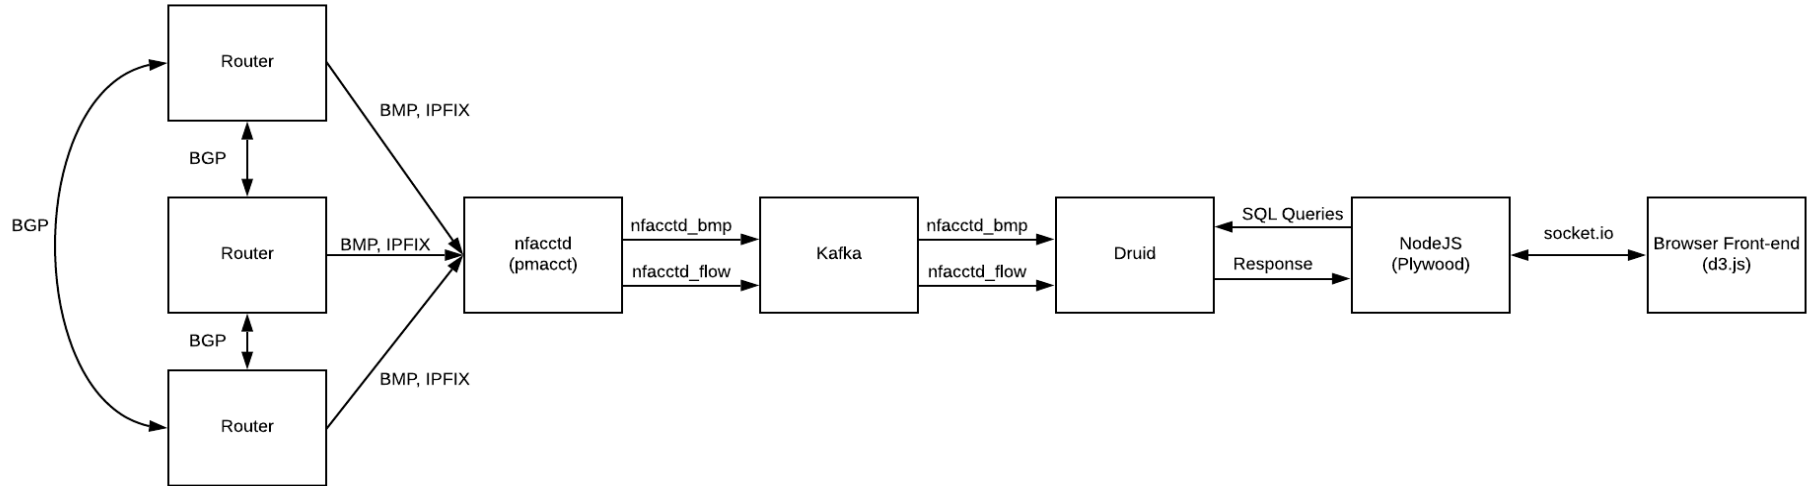 Router
BMP, IPFIX
BGP
BGP
Router
BMP, IPFIX
nfacctd
(pmacct)
nfacctd_bmp
nfacctd_flow
Kafka
nfacctd_bmp
nfacctd_flow
Druid
SQL Queries
Response
NodeJS
(Plywood)
socket.io
Browser Front-end
(d3.js)
BGP
BMP, IPFIX
Router